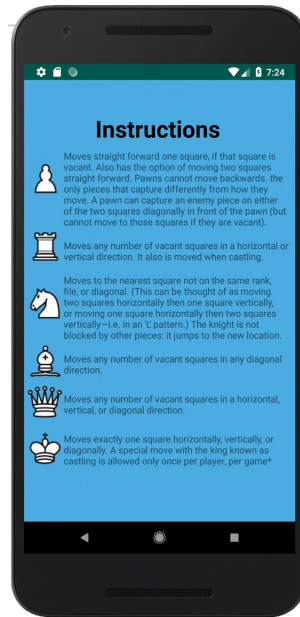 7:24
Instructions
Moves straight forward one square, if that square is
vacant. Also has the option of moving two squares
straight forward. Pawns cannot move backwards. the
only pieces that capture differently from how they
move. A pawn can capture an enemy piece on either
of the two squares diagonally in front of the pawn (but
cannot move to those squares if they are vacant).
Moves any number of vacant squares in a horizontal or
vertical direction. It also is moved when castling.
Moves to the nearest square not on the same rank,
file, or diagonal. (This can be thought of as moving
two squares horizontally then one square vertically,
or moving one square horizontally then two squares
vertically—i.e. in an 'L' pattern.) The knight is not
blocked by other pieces: it jumps to the new location.
Moves any number of vacant squares in any diagonal
direction.
Moves any number of vacant squares in a horizontal,
vertical, or diagonal direction.
Moves exactly one square horizontally, vertically, or
diagonally. A special move with the king known as
castling is allowed only once per player, per game*